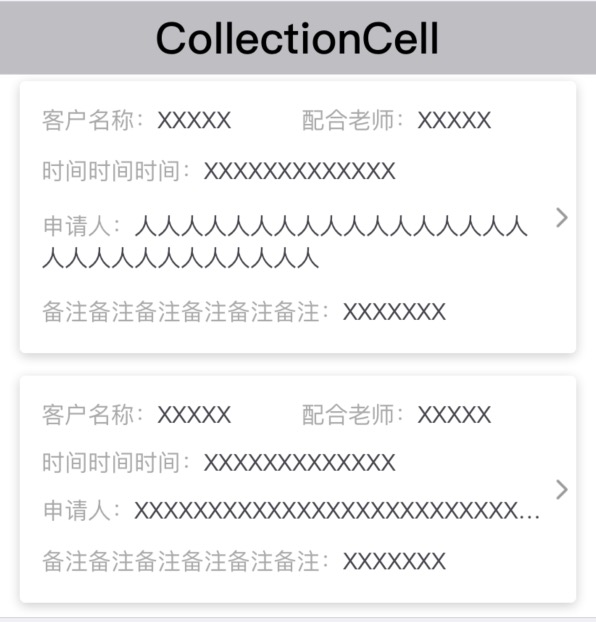 CollectionCell
客户名称：XXXXX 配合老师：XXXXX
时间时间时间：XXXXXXXXXXXXX
申请人：人人人人人人人人人人人人人人人人人
人人人人人人人人人人人人
备注备注备注备注备注备注：XXXXXXX
客户名称：XXXXX 配合老师：XXXXX
时间时间时间：XXXXXXXXXXXXX
申请人：XXXXXXXXXXXXXXXXXXXXXXXXXX...
备注备注备注备注备注备注：XXXXXXX